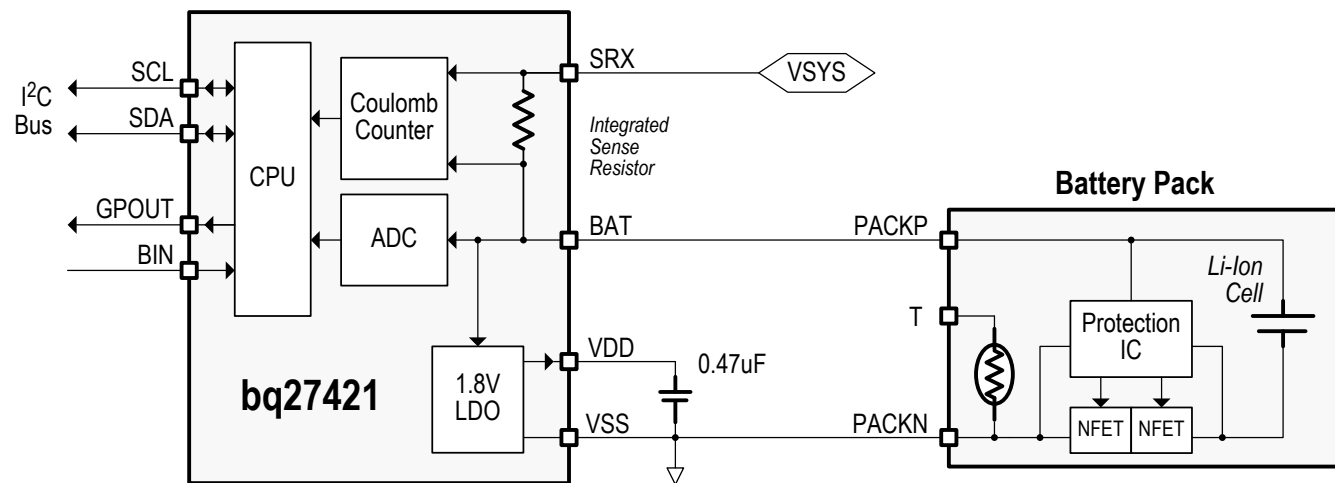 SCL
SRX
VSYS
I²C
Bus
SDA
Coulomb
Counter
Integrated
Sense
Resistor
CPU
Battery Pack
GPOUT
ADC
BAT
PACKP
BIN
Li-Ion
Cell
T
Protection
IC
VDD
0.47uF
1.8V
LDO
bq27421
VSS
PACKN
NFET
NFET